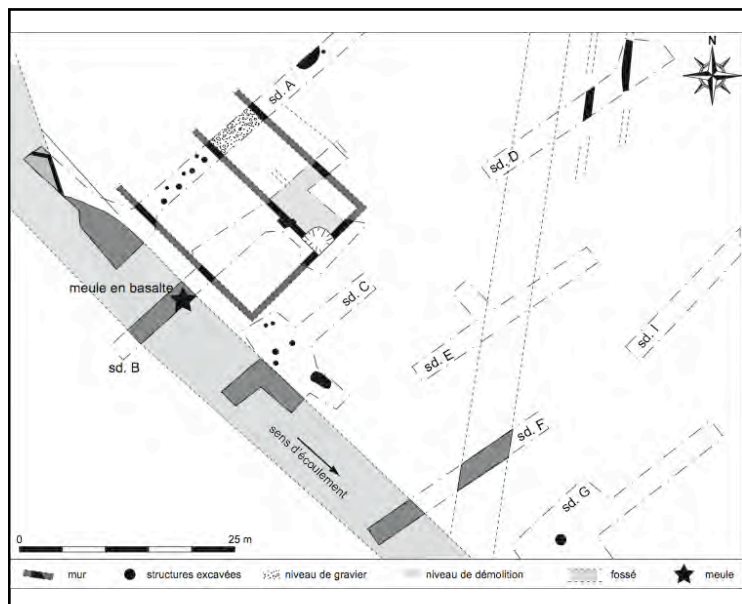 N
sd. A
sd. D
meule en basalte
sd. C
sd. B
sd. E
sd. I
sd. F
sens d'écoulement
sd. G
0
25 m
mur
structures excavées
niveau de gravier
niveau de démolition
fossé
meule